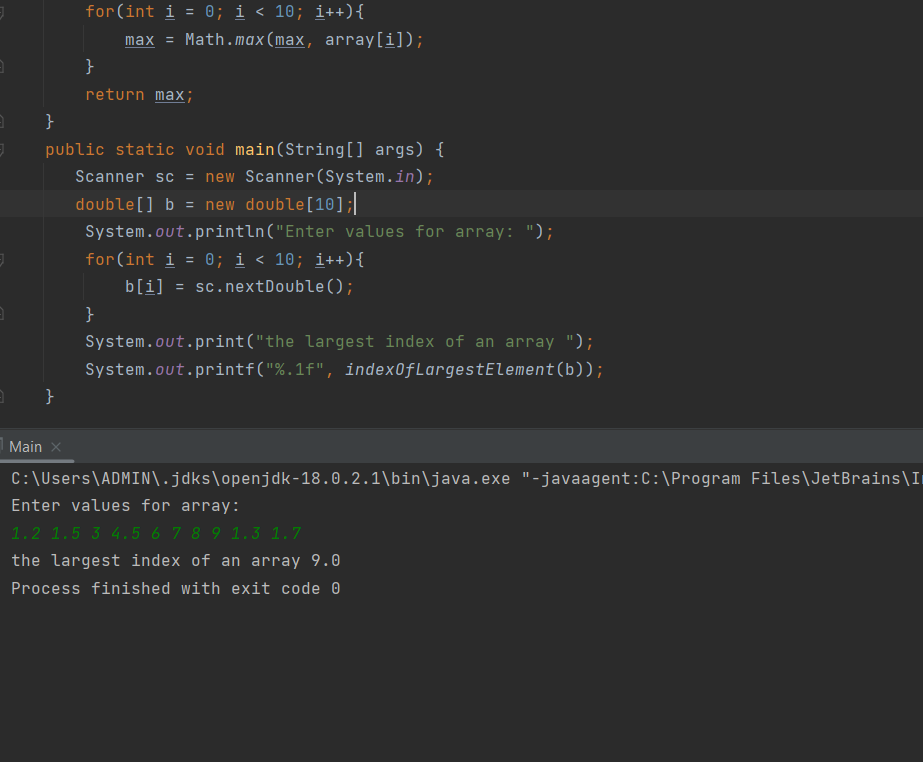 for(int i = 0; i < 10; i++){
max = Math.max(max, array[i]);
}
return max;
}
public static void main(String[] args) {
Scanner sc = new Scanner(System.in);
double[] b = new double[10];
System.out.println("Enter values for array: ");
for(int i = 0; i < 10; i++){
b[i] = sc.nextDouble();
}
System.out.print("the largest index of an array ");
System.out.printf("%.1f", indexOfLargestElement(b));
}
Main ×
C:\Users\ADMIN\.jdks\openjdk-18.0.2.1\bin\java.exe "-javaagent:C:\Program Files\JetBrains\I
Enter values for array:
1.2 1.5 3 4.5 6 7 8 9 1.3 1.7
the largest index of an array 9.0
Process finished with exit code 0